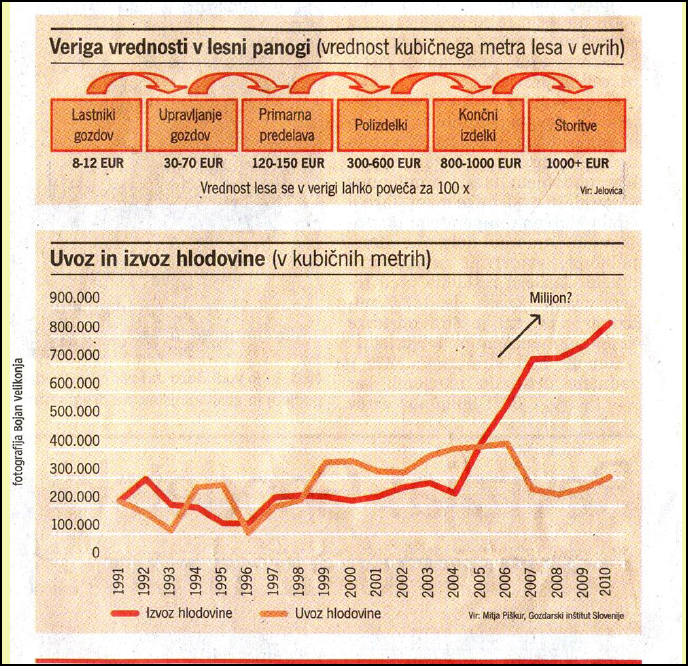 Veriga vrednosti v lesni panogi (vrednost kubičnega metra lesa v evrih)
Lastniki gozdov
Upravljanje gozdov
Primarna predelava
Polizdelki
Končni izdelki
Storitve
8-12 EUR
30-70 EUR
120-150 EUR
300-600 EUR
800-1000 EUR
1000+ EUR
Vrednost lesa se v verigi lahko poveča za 100 x
Vir: Jelovica
Uvoz in izvoz hlodovine (v kubičnih metrih)
Milijon?
900.000
800.000
700.000
600.000
500.000
400.000
300.000
200.000
100.000
0
1991
1992
1993
1994
1995
1996
1997
1998
1999
2000
2001
2002
2003
2004
2005
2006
2007
2008
2009
2010
Izvoz hlodovine
Uvoz hlodovine
Vir: Mitja Piškur, Gozdarski inštitut Slovenije
fotografija Bojan Velikonja